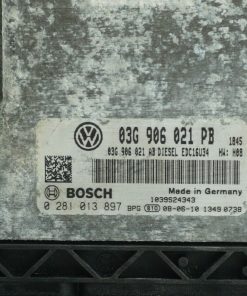 03G 906 021 PB
1845
03G 906 021 AB DIESEL EDC16U34 HW: H08
Made in Germany
BOSCH
1039S24343
0 281 013 897
BPG 08-06-10 1349 0738